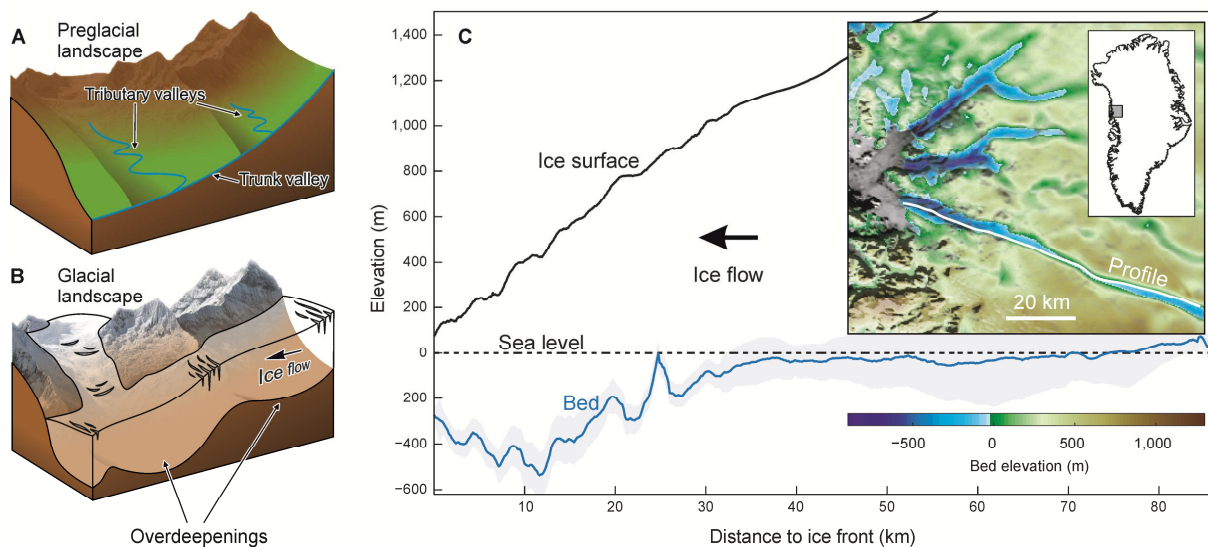 A
Preglacial
landscape
Tributary valleys
Trunk valley
B
Glacial
landscape
Ice flow
Overdeepenings
C
Elevation (m)
1,400
1,200
1,000
800
600
400
200
0
200
−400
−600
Ice surface
Ice flow
Sea level
Bed
0
10
20
30
40
50
60
70
80
Distance to ice front (km)
Profile
20 km
−500
0
500
1,000
Bed elevation (m)